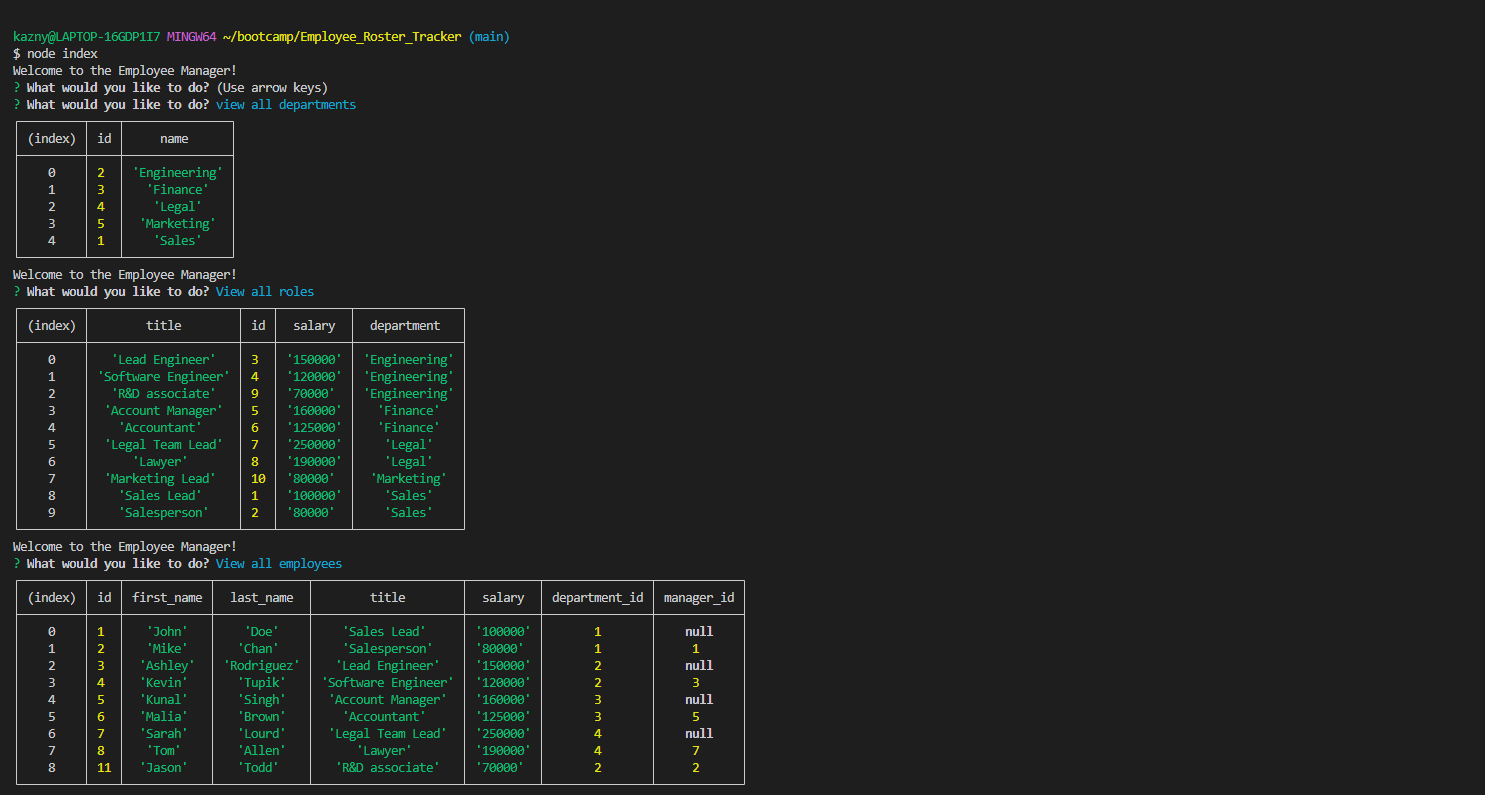 kazny@LAPTOP-16GDP1I7 MINGW64 ~/bootcamp/Employee_Roster_Tracker (main)
$ node index
Welcome to the Employee Manager!
? What would you like to do? (Use arrow keys)
? What would you like to do? view all departments
(index) id name
0 2 'Engineering'
1 3 'Finance'
2 4 'Legal'
3 5 'Marketing'
4 1 'Sales'
Welcome to the Employee Manager!
? What would you like to do? View all roles
(index) title id salary department
0 'Lead Engineer' 3 '150000' 'Engineering'
1 'Software Engineer' 4 '120000' 'Engineering'
2 'R&D associate' 9 '70000' 'Engineering'
3 'Account Manager' 5 '160000' 'Finance'
4 'Accountant' 6 '125000' 'Finance'
5 'Legal Team Lead' 7 '250000' 'Legal'
6 'Lawyer' 8 '190000' 'Legal'
7 'Marketing Lead' 10 '80000' 'Marketing'
8 'Sales Lead' 1 '100000' 'Sales'
9 'Salesperson' 2 '80000' 'Sales'
Welcome to the Employee Manager!
? What would you like to do? View all employees
(index) id first_name last_name title salary department_id manager_id
0 1 'John' 'Doe' 'Sales Lead' '100000' 1 null
1 2 'Mike' 'Chan' 'Salesperson' '80000' 1 1
2 3 'Ashley' 'Rodriguez' 'Lead Engineer' '150000' 2 null
3 4 'Kevin' 'Tupik' 'Software Engineer' '120000' 2 3
4 5 'Kunal' 'Singh' 'Account Manager' '160000' 3 null
5 6 'Malia' 'Brown' 'Accountant' '125000' 3 5
6 7 'Sarah' 'Lourd' 'Legal Team Lead' '250000' 4 null
7 8 'Tom' 'Allen' 'Lawyer' '190000' 4 7
8 11 'Jason' 'Todd' 'R&D associate' '70000' 2 2